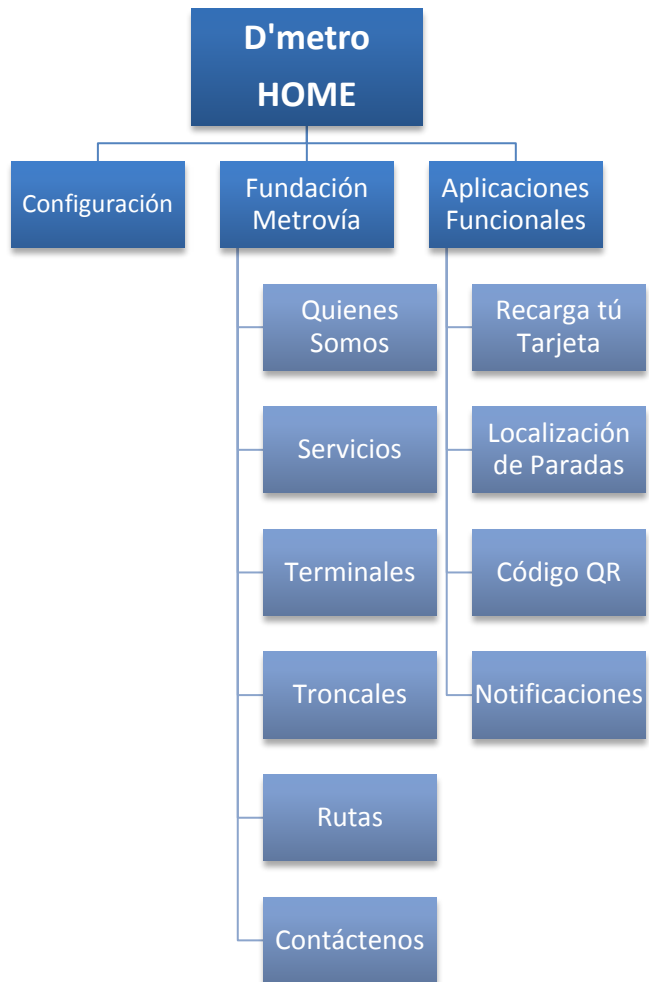 D'metro
HOME
Configuración
Fundación
Metrovía
Aplicaciones
Funcionales
Quienes
Somos
Servicios
Terminales
Troncales
Rutas
Contáctenos
Recarga tú
Tarjeta
Localización
de Paradas
Código QR
Notificaciones